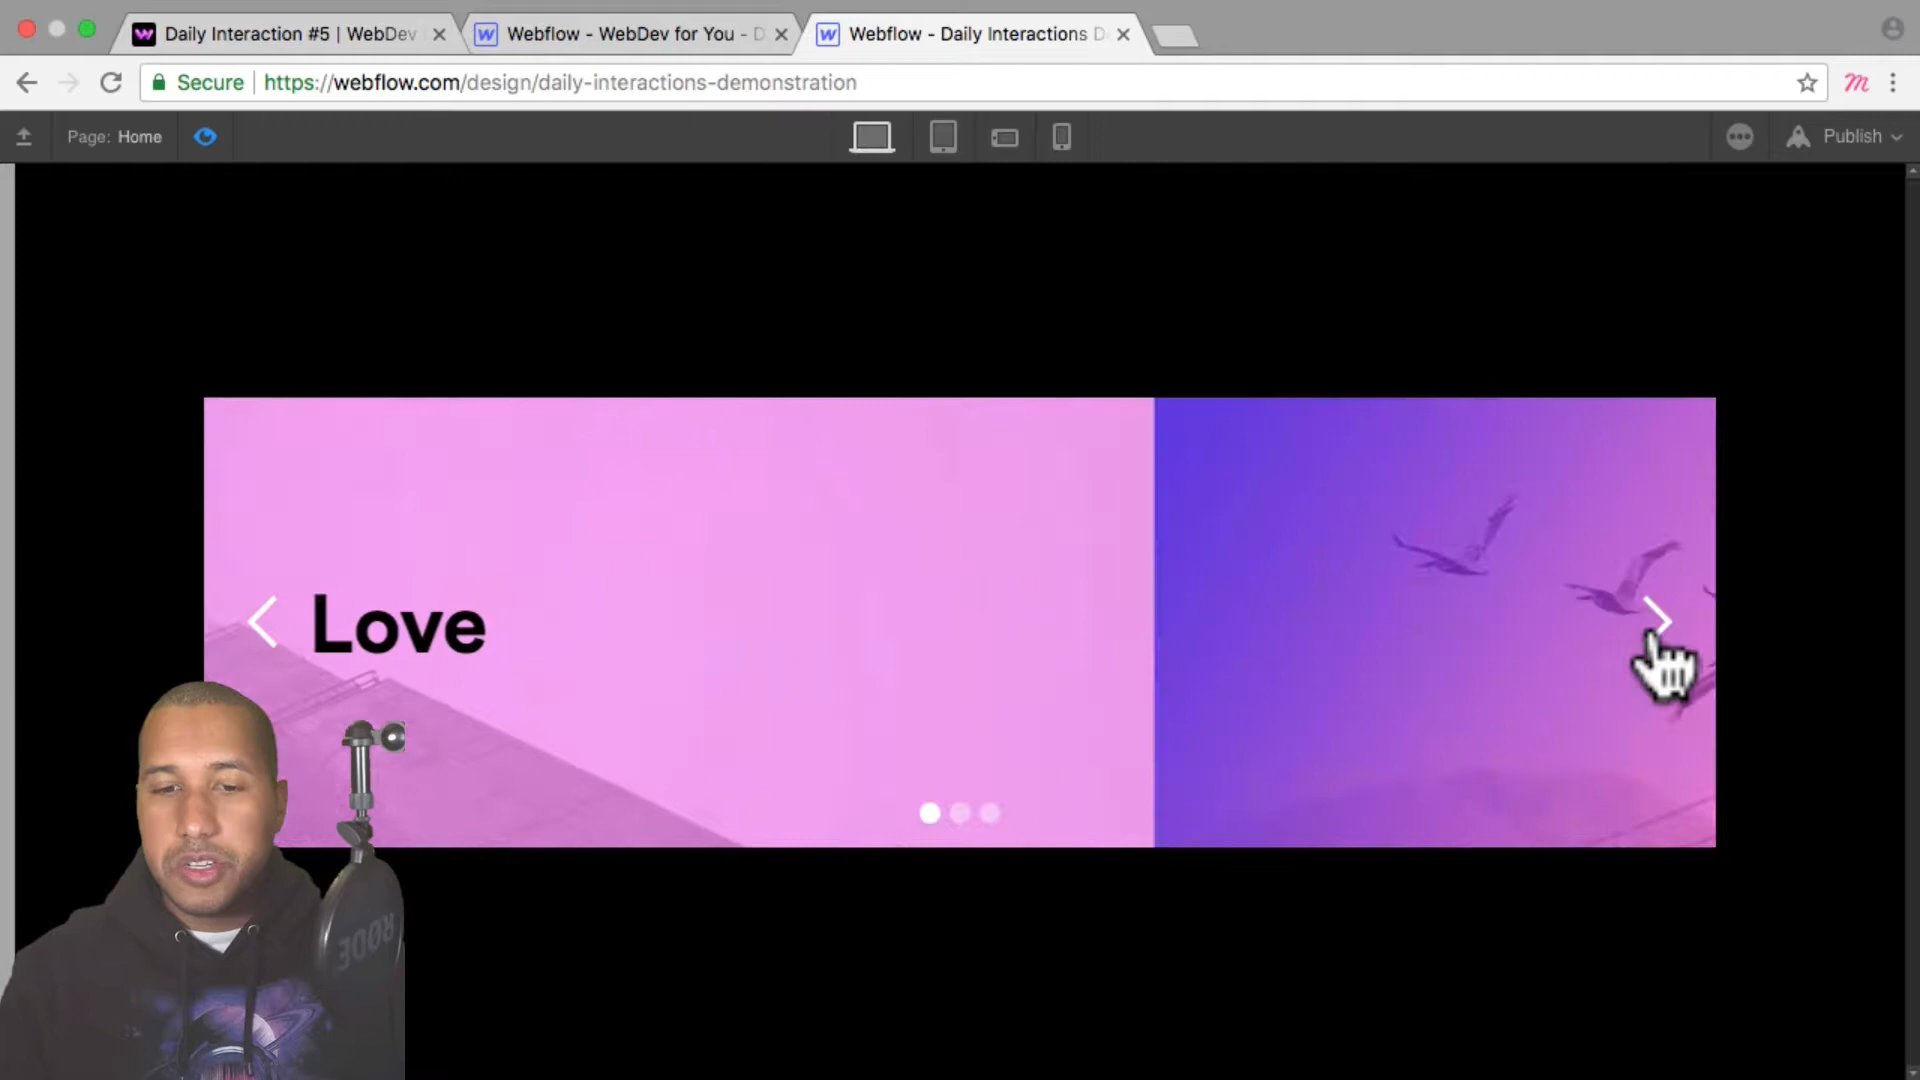 Daily Interaction #5 | WebDev
Webflow - WebDev for You - D
Webflow - Daily Interactions D
Secure
https://webflow.com/design/daily-interactions-demonstration
Page: Home
Publish
Love
RØDE